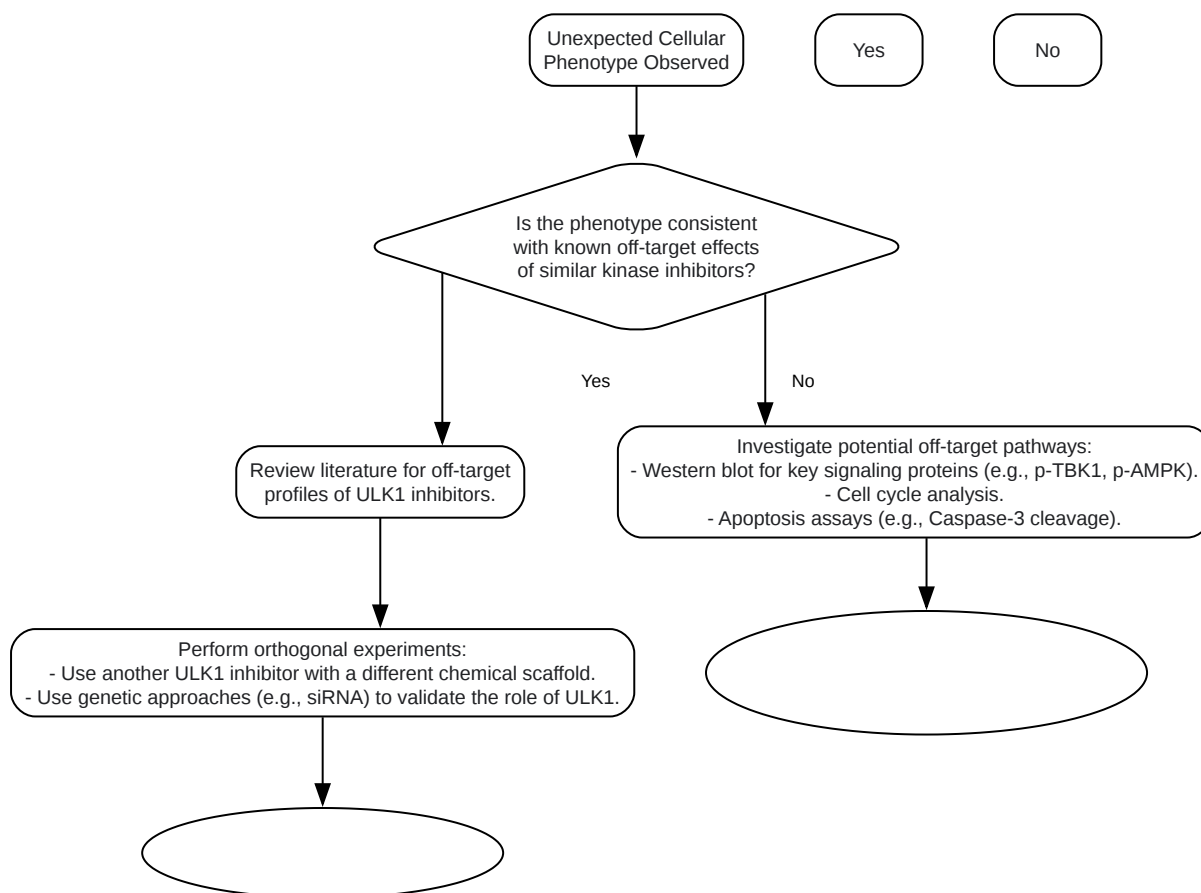 Unexpected Cellular
Phenotype Observed
Yes
No
Is the phenotype consistent
with known off-target effects
of similar kinase inhibitors?
Yes
No
Review literature for off-target
profiles of ULK1 inhibitors.
Investigate potential off-target pathways:
- Western blot for key signaling proteins (e.g., p-TBK1, p-AMPK).
- Cell cycle analysis.
- Apoptosis assays (e.g., Caspase-3 cleavage).
Perform orthogonal experiments:
- Use another ULK1 inhibitor with a different chemical scaffold.
- Use genetic approaches (e.g., siRNA) to validate the role of ULK1.